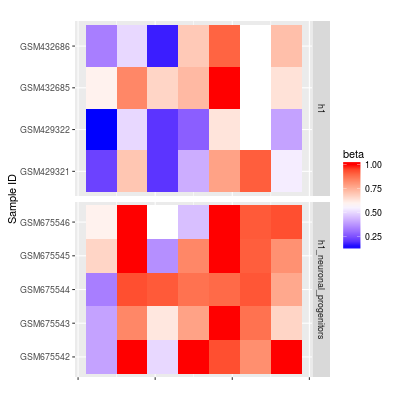 GSM432686
GSM432685
GSM429322
GSM429321
h1
GSM675546
GSM675545
GSM675544
GSM675543
GSM675542
h1_neuronal_progenitors
Sample ID
beta
1.00
0.75
0.50
0.25